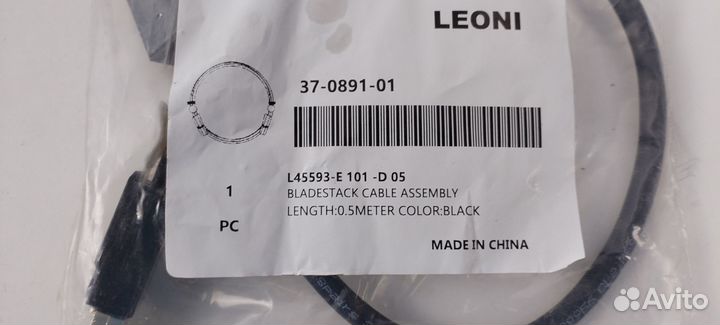 LEONI
37-0891-01
L45593-E 101 -D 05
1
BLADESTACK CABLE ASSEMBLY
LENGTH:0.5METER COLOR:BLACK
PC
MADE IN CHINA
Avito